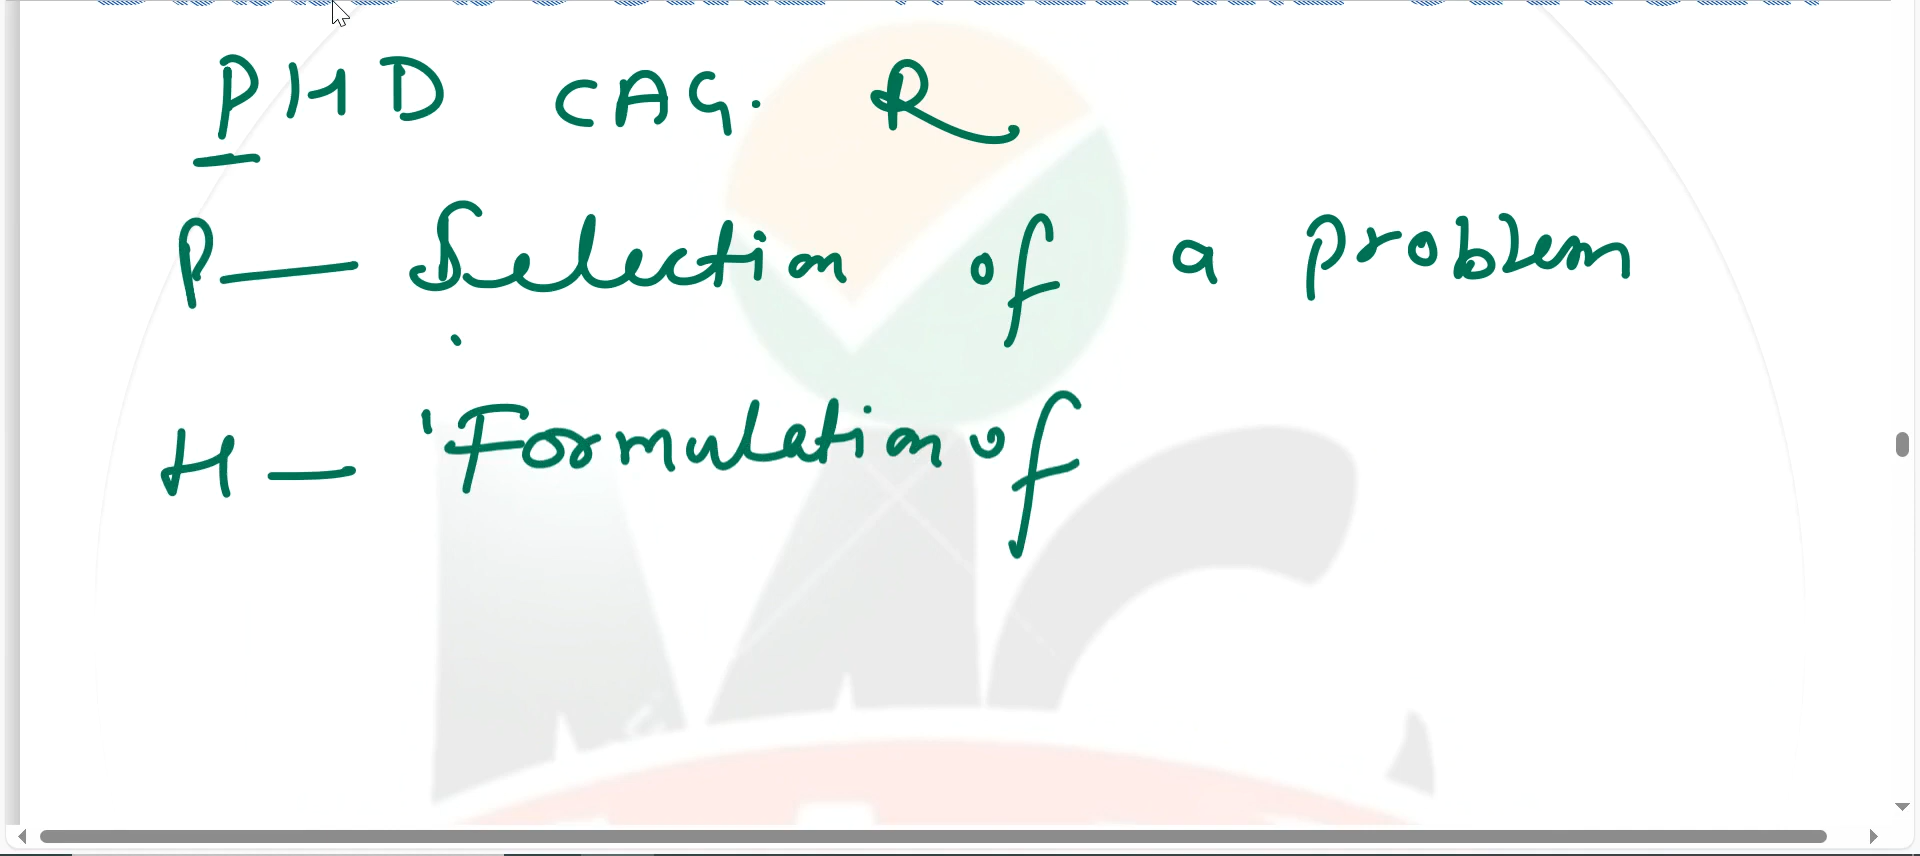 PHD CAG. R
P — Selection of a problem
H — Formulation of